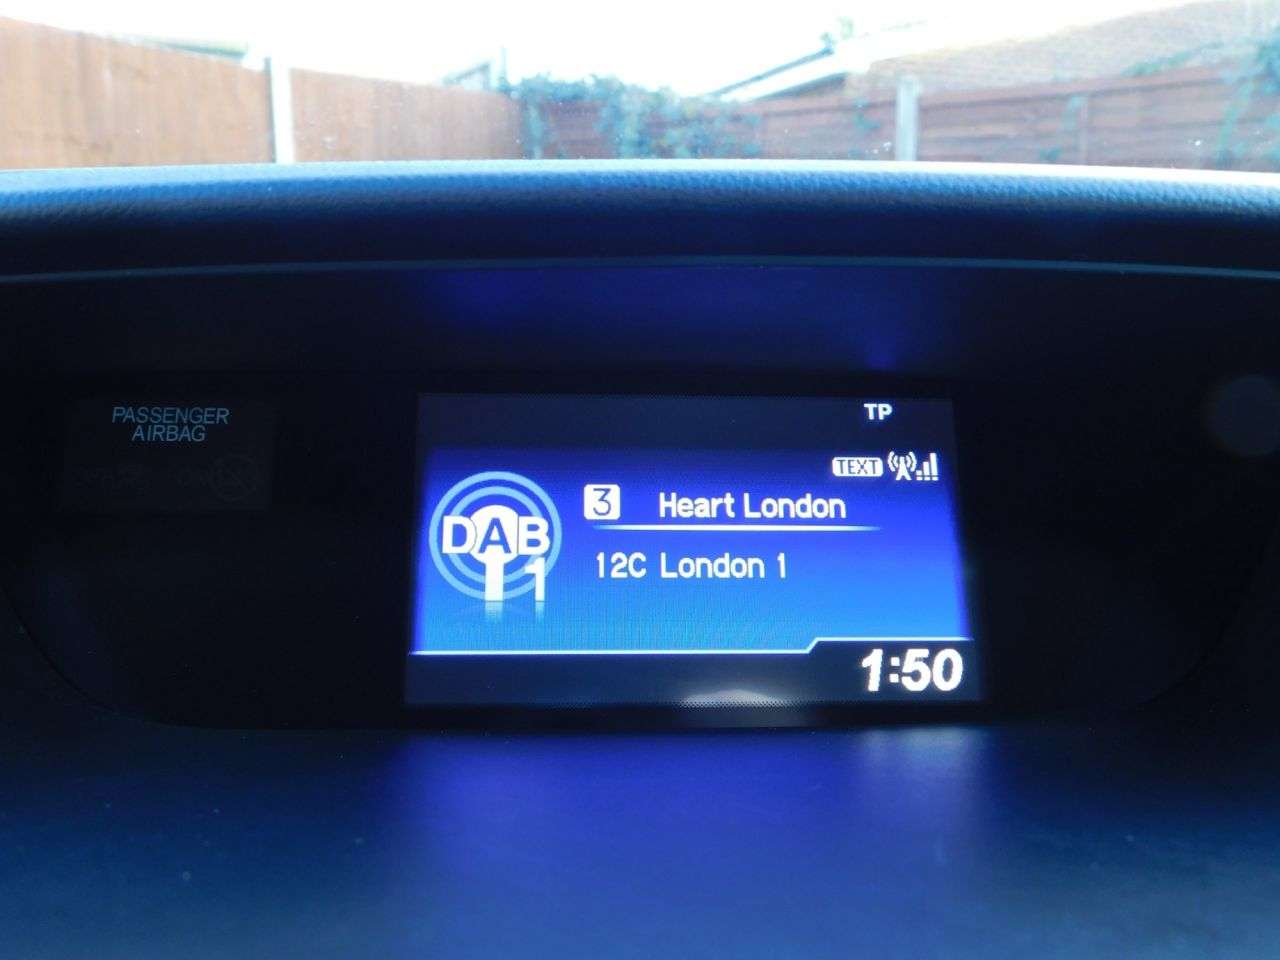 PASSENGER
AIRBAG
TP
TEXT
DAB
1
3 Heart London
12C London 1
1:50